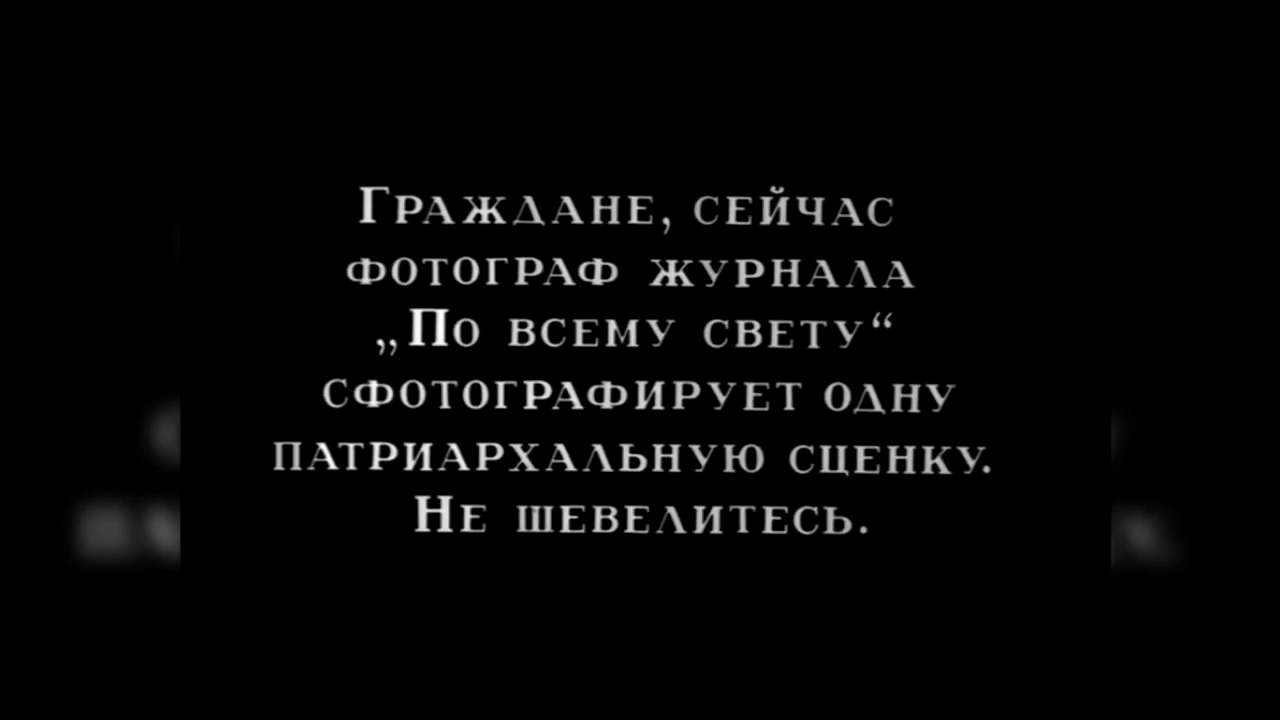 Граждане, сейчас
фотограф журнала
„По всему свету“
сфотографирует одну
патриархальную сценку.
Не шевелитесь.